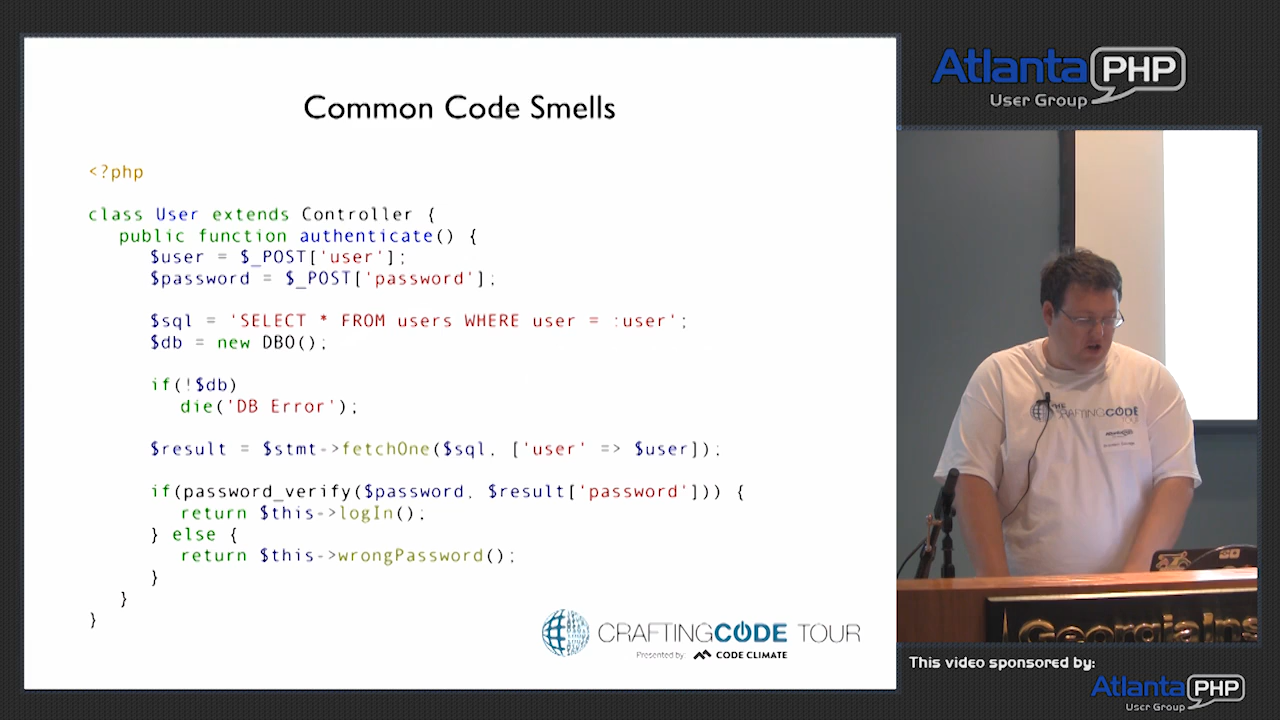 Common Code Smells
<?php
class User extends Controller {
public function authenticate() {
$user = $_POST['user'];
$password = $_POST['password'];
$sql = 'SELECT * FROM users WHERE user = :user';
$db = new DBO();
if(!$db)
die('DB Error');
$result = $stmt->fetchOne($sql, ['user' => $user]);
if(password_verify($password, $result['password'])) {
return $this->logIn();
} else {
return $this->wrongPassword();
}
}
}
CRAFTINGCODE TOUR
Presented by CODE CLIMATE
Atlanta PHP
User Group
THE
CRAFTINGCODE
TOUR
This video sponsored by:
Atlanta PHP
User Group